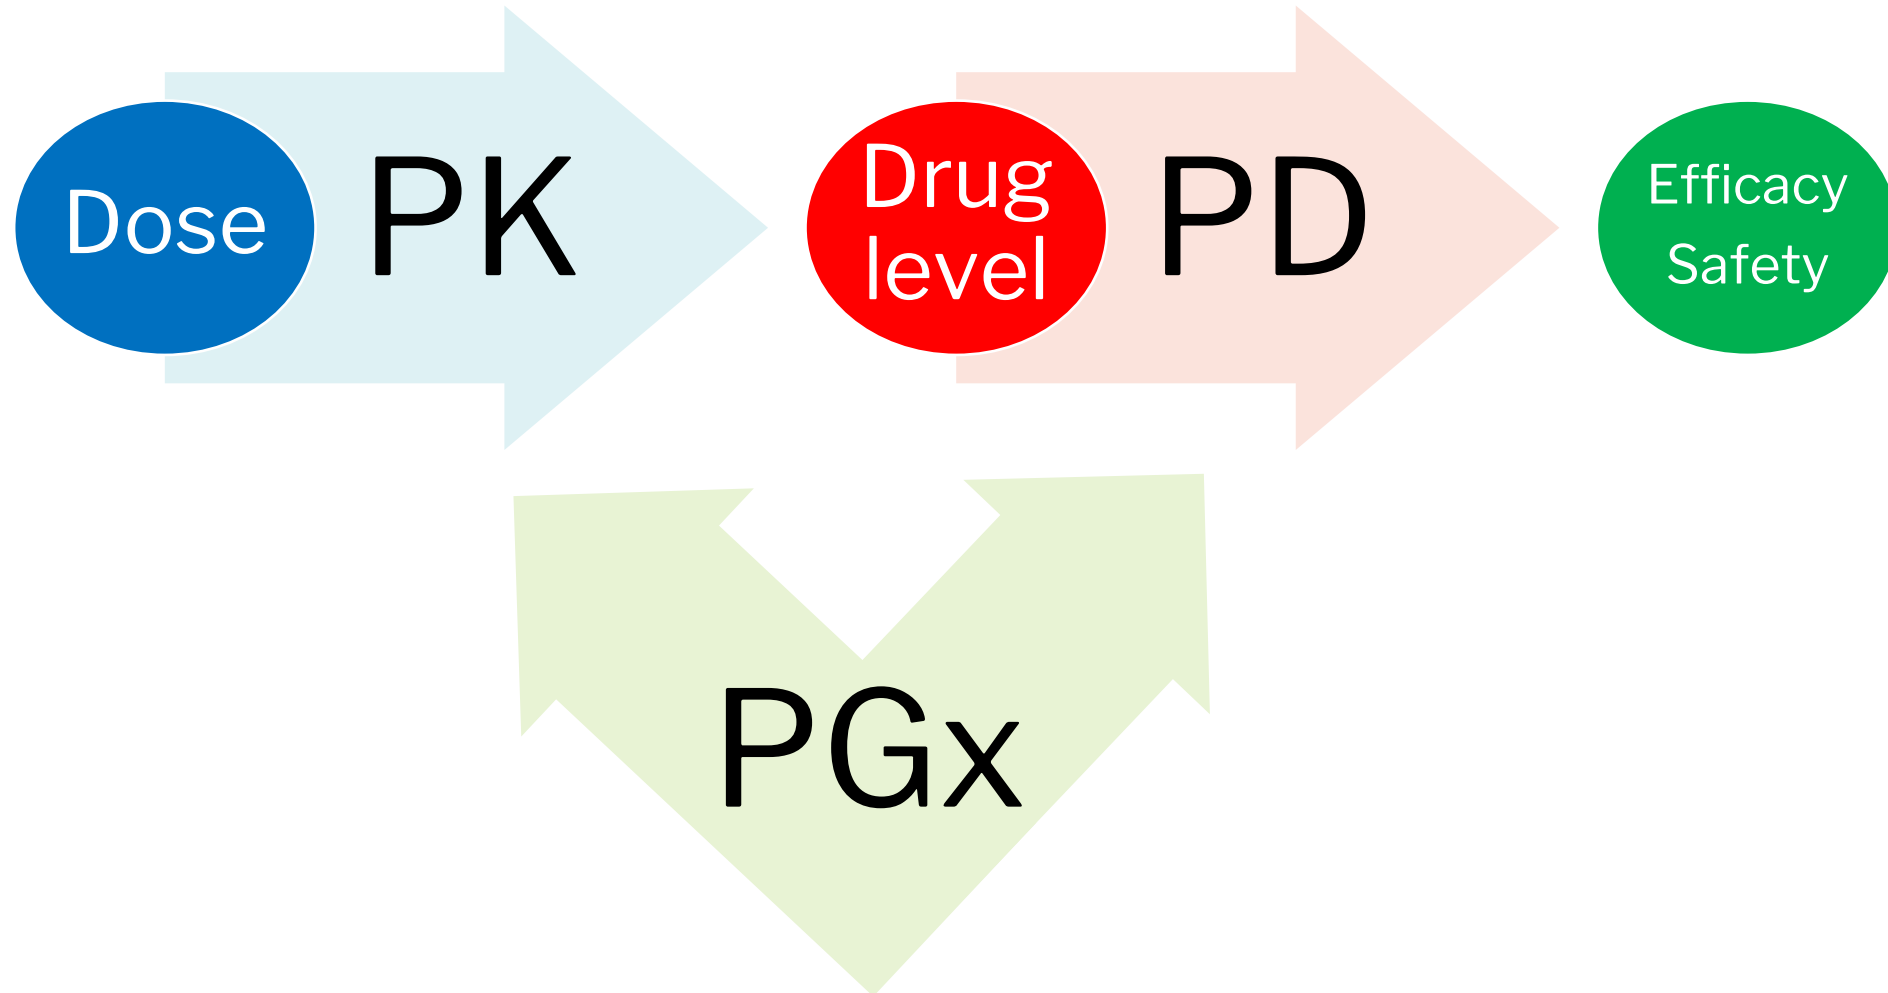 Dose
PK
Drug
level
PD
Efficacy
Safety
PGx